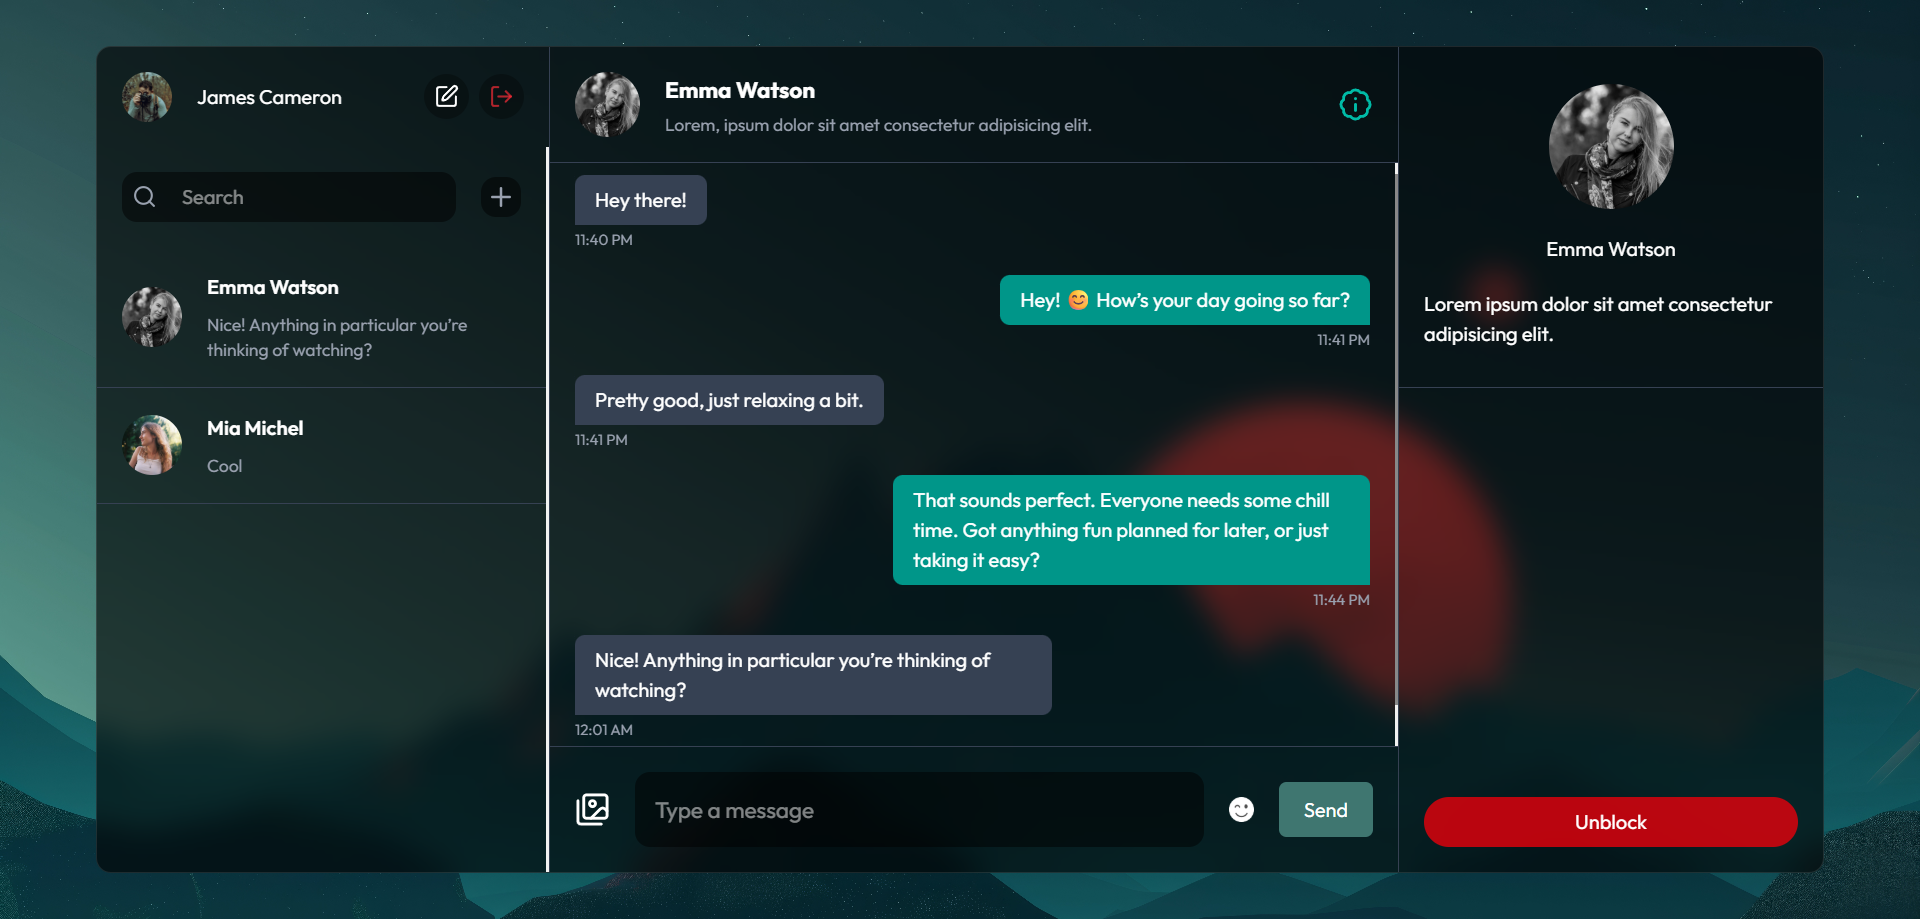 James Cameron
Search
Emma Watson
Nice! Anything in particular you’re
thinking of watching?
Mia Michel
Cool
Emma Watson
Lorem, ipsum dolor sit amet consectetur adipisicing elit.
Hey there!
11:40 PM
Hey! 😊 How’s your day going so far?
11:41 PM
Pretty good, just relaxing a bit.
11:41 PM
That sounds perfect. Everyone needs some chill
time. Got anything fun planned for later, or just
taking it easy?
11:44 PM
Nice! Anything in particular you’re thinking of
watching?
12:01 AM
Type a message
Send
Emma Watson
Lorem ipsum dolor sit amet consectetur
adipisicing elit.
Unblock